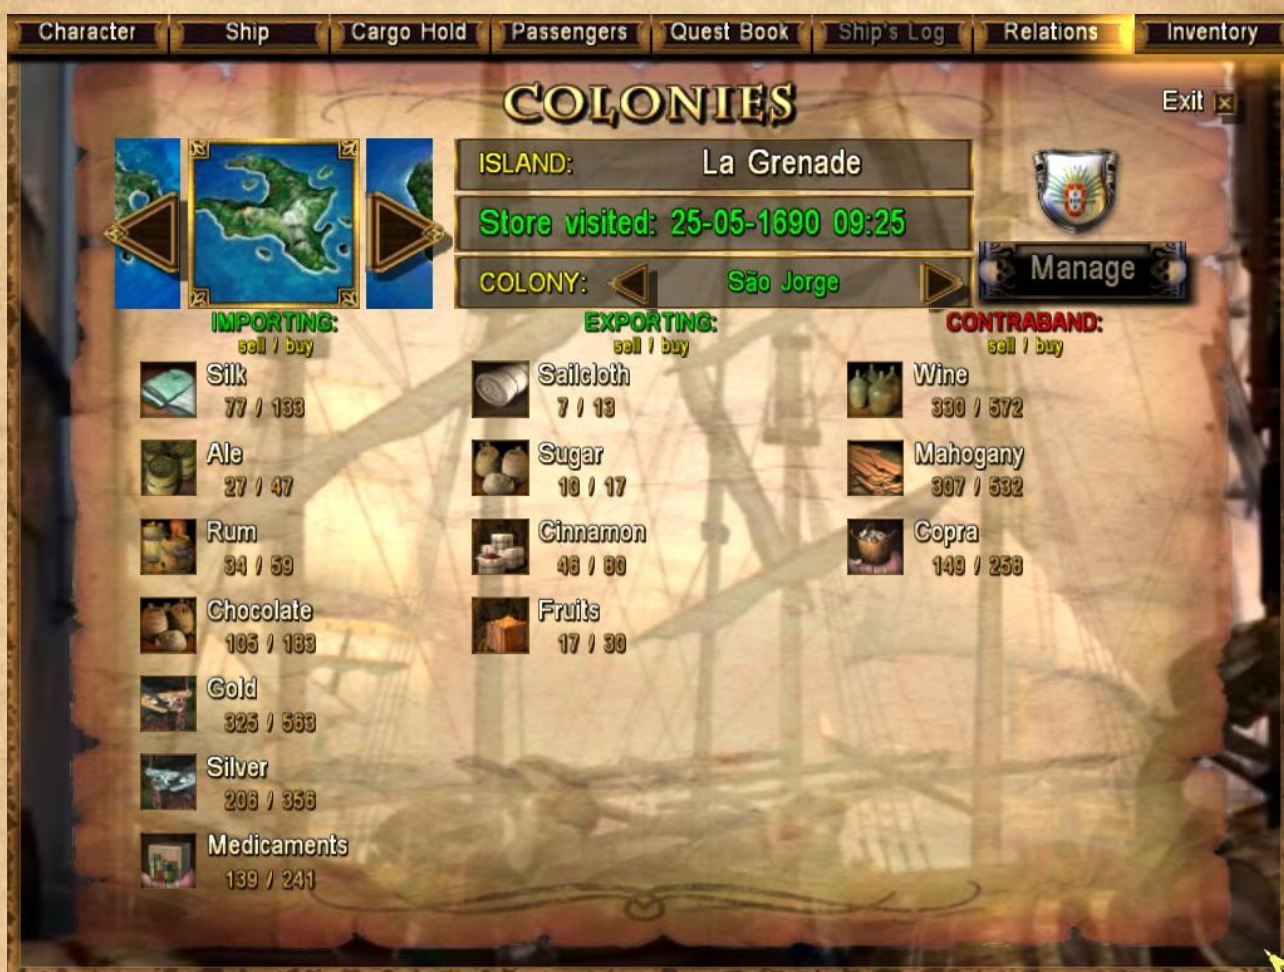 Character Ship Cargo Hold Passengers Quest Book Ship's Log Relations Inventory
COLONIES
Exit
ISLAND: La Grenade
Store visited: 25-05-1690 09:25
COLONY: São Jorge
Manage
IMPORTING: EXPORTING: CONTRABAND:
sell / buy sell / buy sell / buy
Silk Sailcloth Wine
77 / 133 7 / 13 330 / 572
Ale Sugar Mahogany
27 / 47 10 / 17 307 / 532
Rum Cinnamon Copra
34 / 59 46 / 80 149 / 258
Chocolate Fruits
105 / 183 17 / 30
Gold
325 / 563
Silver
206 / 356
Medicaments
139 / 241